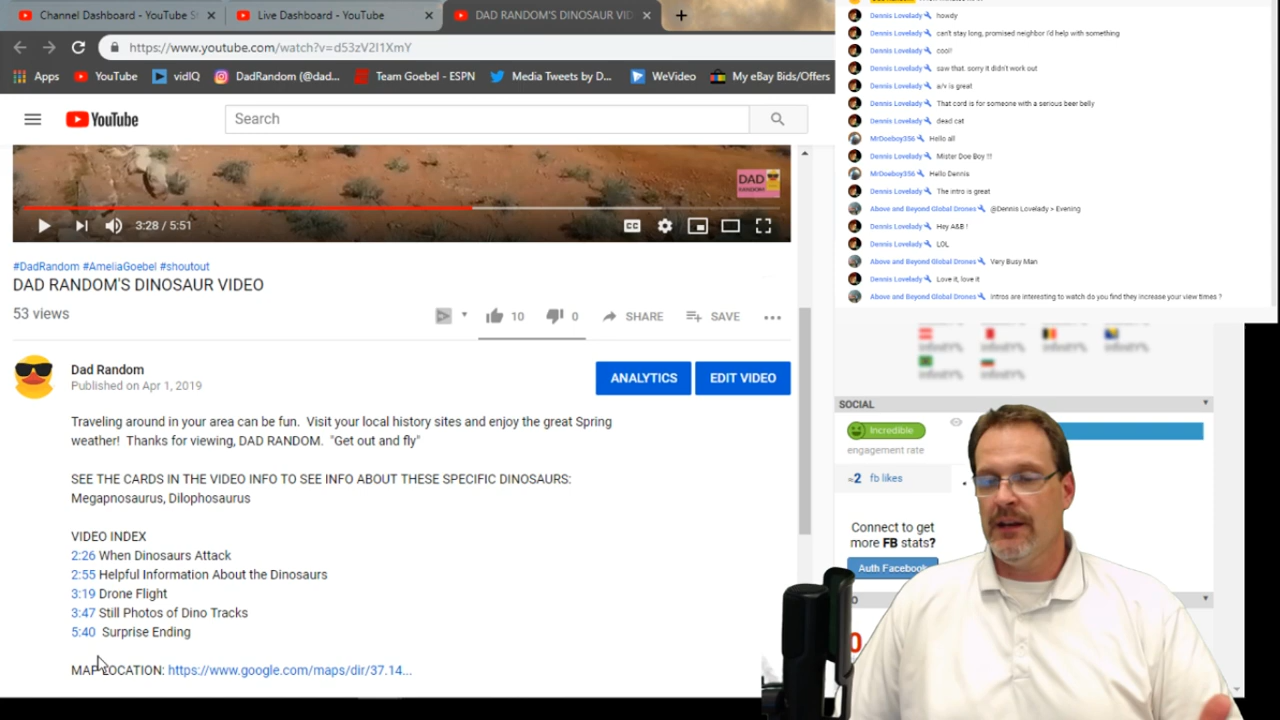 Channel Dashboard - YouTube S
Live Dashboard - YouTube
DAD RANDOM'S DINOSAUR VID
https://www.youtube.com/watch?v=d53zV2l1XmY
Apps
YouTube
vidIQ
DadRandom (@Dad...
Paul Goebel - ESPN
(7) News Tweets by D...
WeVideo
My eBay Bids/Offers
YouTube
Search
DAD
RANDOM
3:28 / 5:51
CC
#DadRandom #AmeliaGoebel #shoutout
DAD RANDOM'S DINOSAUR VIDEO
53 views
10
0
SHARE
SAVE
Dad Random
Published on Apr 1, 2019
ANALYTICS
EDIT VIDEO
Traveling around in your area can be fun. Visit your local history sites and enjoy the great Spring
weather! Thanks for viewing, DAD RANDOM. "Get out and fly"
SEE THE CARDS IN THE VIDEO INFO TO SEE INFO ABOUT THESE SPECIFIC DINOSAURS:
Megapnosaurus, Dilophosaurus
VIDEO INDEX
2:26 When Dinosaurs Attack
2:55 Helpful Information About the Dinosaurs
3:19 Drone Flight
3:47 Still Photos of Dino Tracks
5:40 Surprise Ending
MAP LOCATION: https://www.google.com/maps/dir/37.14...
Dennis Lovelady howdy
Dennis Lovelady can't stay long, promised neighbor I'd help with something
Dennis Lovelady cool!
Dennis Lovelady saw that. sorry it didn't work out
Dennis Lovelady a/v is great
Dennis Lovelady That cord is for someone with a serious beer belly
Dennis Lovelady dead cat
MrDoeboy356 Hello all
Dennis Lovelady Mister Doe Boy !!!
MrDoeboy356 Hello Dennis
Dennis Lovelady The intro is great
Above and Beyond Global Drones @Dennis Lovelady > Evening
Dennis Lovelady Hey A&B !
Dennis Lovelady LOL
Above and Beyond Global Drones Very Busy Man
Dennis Lovelady Love it, love it
Above and Beyond Global Drones Intros are interesting to watch do you find they increase your view times ?
SOCIAL
Incredible
engagement rate
≈2 fb likes
Connect to get
more FB stats?
Auth Facebook